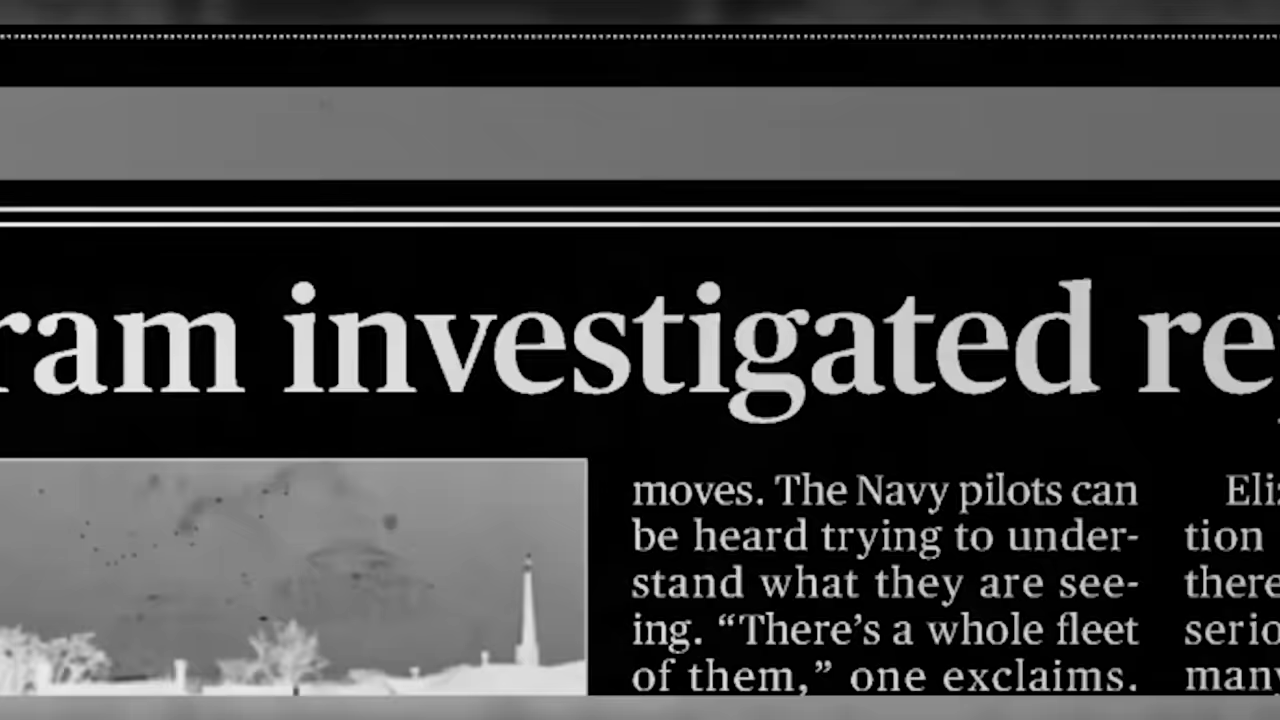 ram investigated re
moves. The Navy pilots can
be heard trying to under-
stand what they are see-
ing. “There’s a whole fleet
of them,” one exclaims.
Elis
tion
there
serio
many